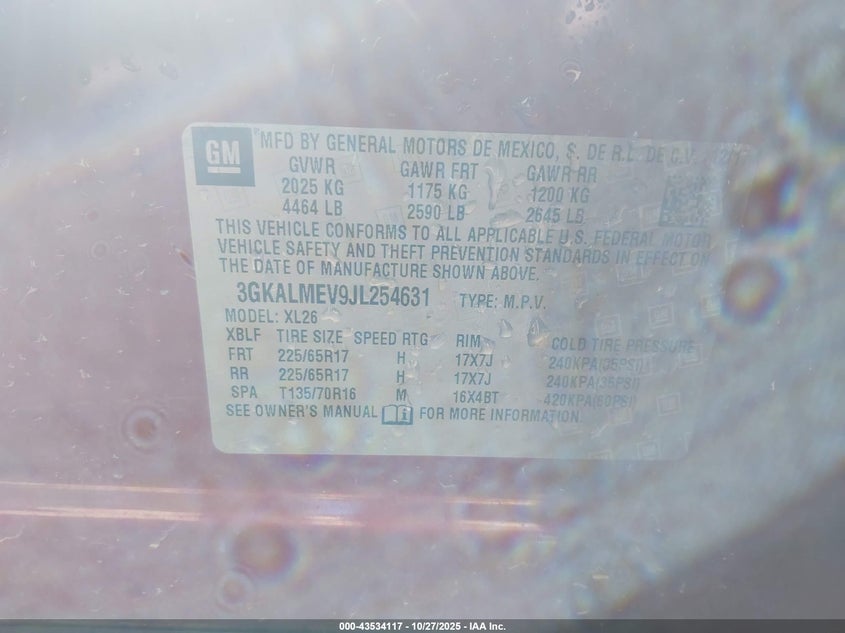 GM
®MFD BY GENERAL MOTORS DE MEXICO, S. DE R.L. DE C.V.
GVWR GAWR FRT GAWR RR
2025 KG 1175 KG 1200 KG
4464 LB 2590 LB 2645 LB
THIS VEHICLE CONFORMS TO ALL APPLICABLE U.S. FEDERAL MOTOR
VEHICLE SAFETY AND THEFT PREVENTION STANDARDS IN EFFECT ON
THE DATE OF MANUFACTURE SHOWN ABOVE.
3GKALMEV9JL254631 TYPE: M.P.V.
MODEL: XL26
XBLF TIRE SIZE SPEED RTG RIM COLD TIRE PRESSURE
FRT 225/65R17 H 17X7J 240KPA(35PSI)
RR 225/65R17 H 17X7J 240KPA(35PSI)
SPA T135/70R16 M 16X4BT 420KPA(60PSI)
SEE OWNER'S MANUAL FOR MORE INFORMATION.
000-43534117 - 10/27/2025 - IAA Inc.